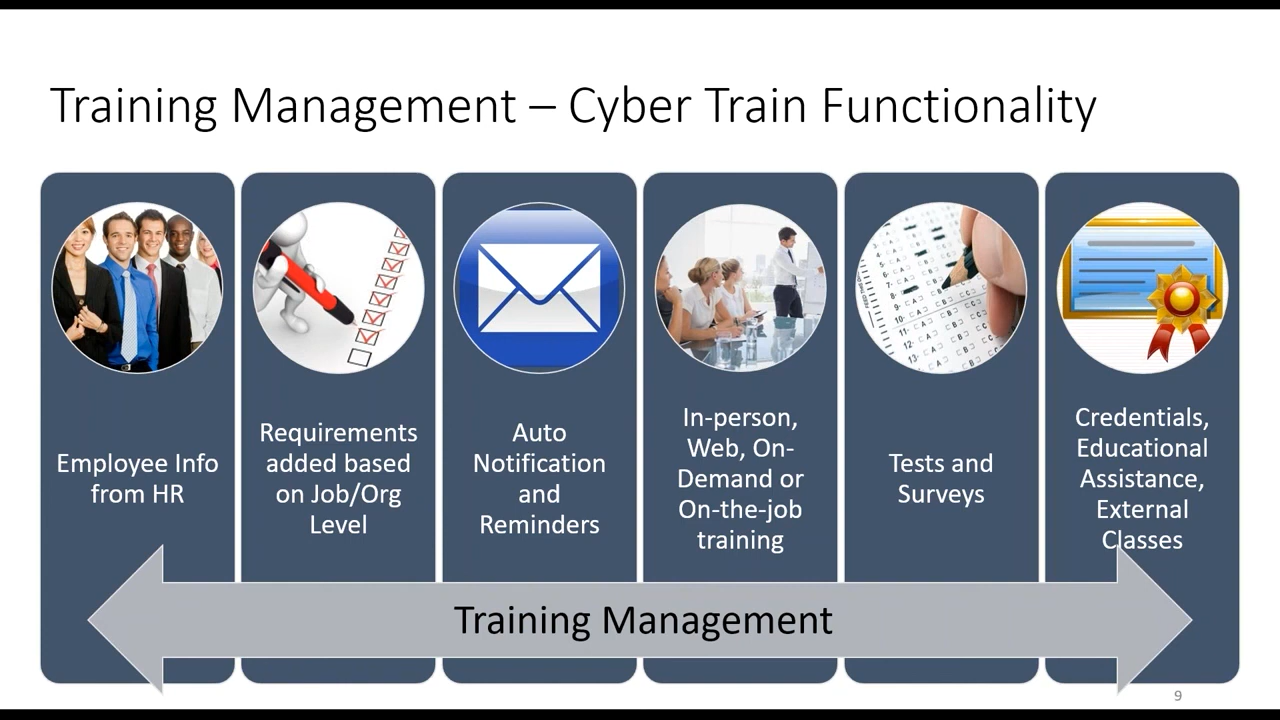 Training Management – Cyber Train Functionality
Employee Info
from HR
Requirements
added based
on Job/Org
Level
Auto
Notification
and
Reminders
In-person,
Web, On-
Demand or
On-the-job
training
Tests and
Surveys
Credentials,
Educational
Assistance,
External
Classes
Training Management
9